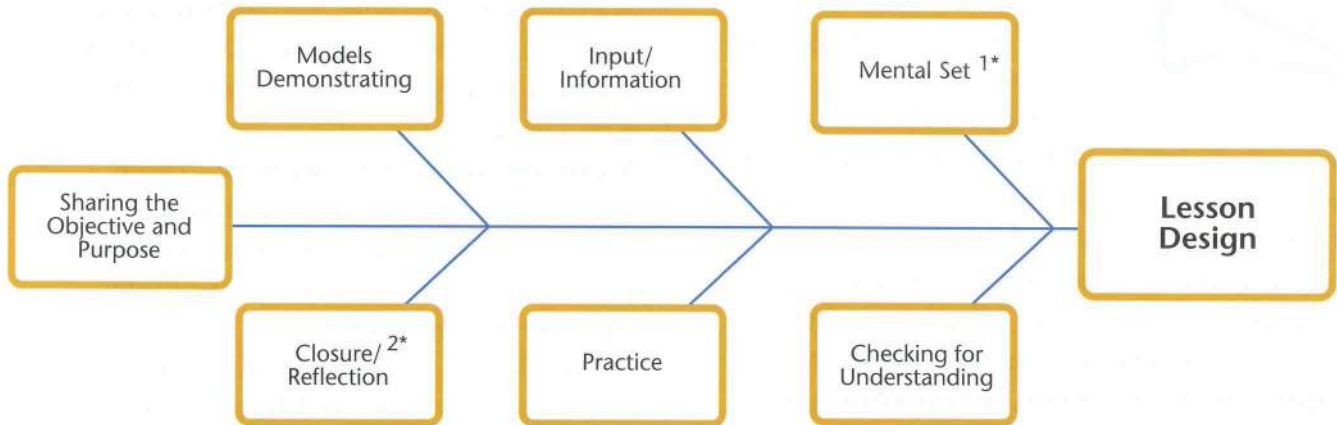 Models
Demonstrating
Input/
Information
Mental Set 1*
Sharing the
Objective and
Purpose
Lesson
Design
Closure/ 2*
Reflection
Practice
Checking for
Understanding